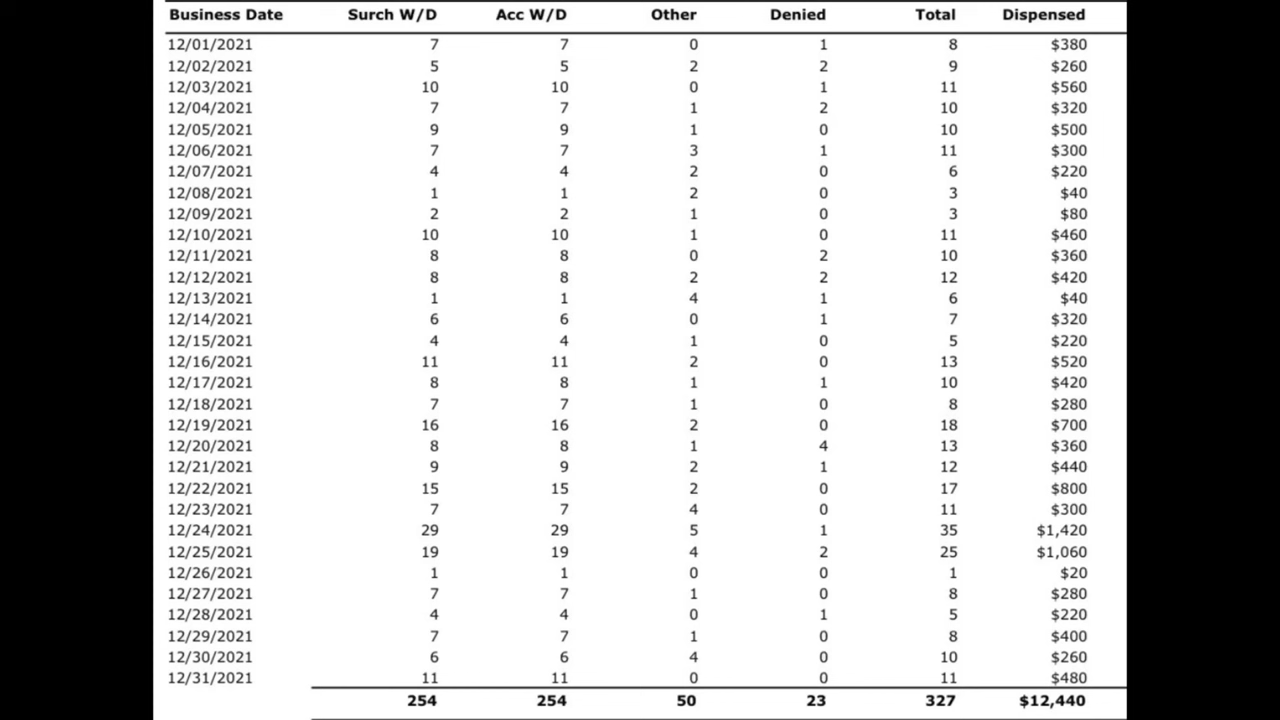 Business Date Surch W/D Acc W/D Other Denied Total Dispensed
12/01/2021 7 7 0 1 8 $380
12/02/2021 5 5 2 2 9 $260
12/03/2021 10 10 0 1 11 $560
12/04/2021 7 7 1 2 10 $320
12/05/2021 9 9 1 0 10 $500
12/06/2021 7 7 3 1 11 $300
12/07/2021 4 4 2 0 6 $220
12/08/2021 1 1 2 0 3 $40
12/09/2021 2 2 1 0 3 $80
12/10/2021 10 10 1 0 11 $460
12/11/2021 8 8 0 2 10 $360
12/12/2021 8 8 2 2 12 $420
12/13/2021 1 1 4 1 6 $40
12/14/2021 6 6 0 1 7 $320
12/15/2021 4 4 1 0 5 $220
12/16/2021 11 11 2 0 13 $520
12/17/2021 8 8 1 1 10 $420
12/18/2021 7 7 1 0 8 $280
12/19/2021 16 16 2 0 18 $700
12/20/2021 8 8 1 4 13 $360
12/21/2021 9 9 2 1 12 $440
12/22/2021 15 15 2 0 17 $800
12/23/2021 7 7 4 0 11 $300
12/24/2021 29 29 5 1 35 $1,420
12/25/2021 19 19 4 2 25 $1,060
12/26/2021 1 1 0 0 1 $20
12/27/2021 7 7 1 0 8 $280
12/28/2021 4 4 0 1 5 $220
12/29/2021 7 7 1 0 8 $400
12/30/2021 6 6 4 0 10 $260
12/31/2021 11 11 0 0 11 $480
254 254 50 23 327 $12,440